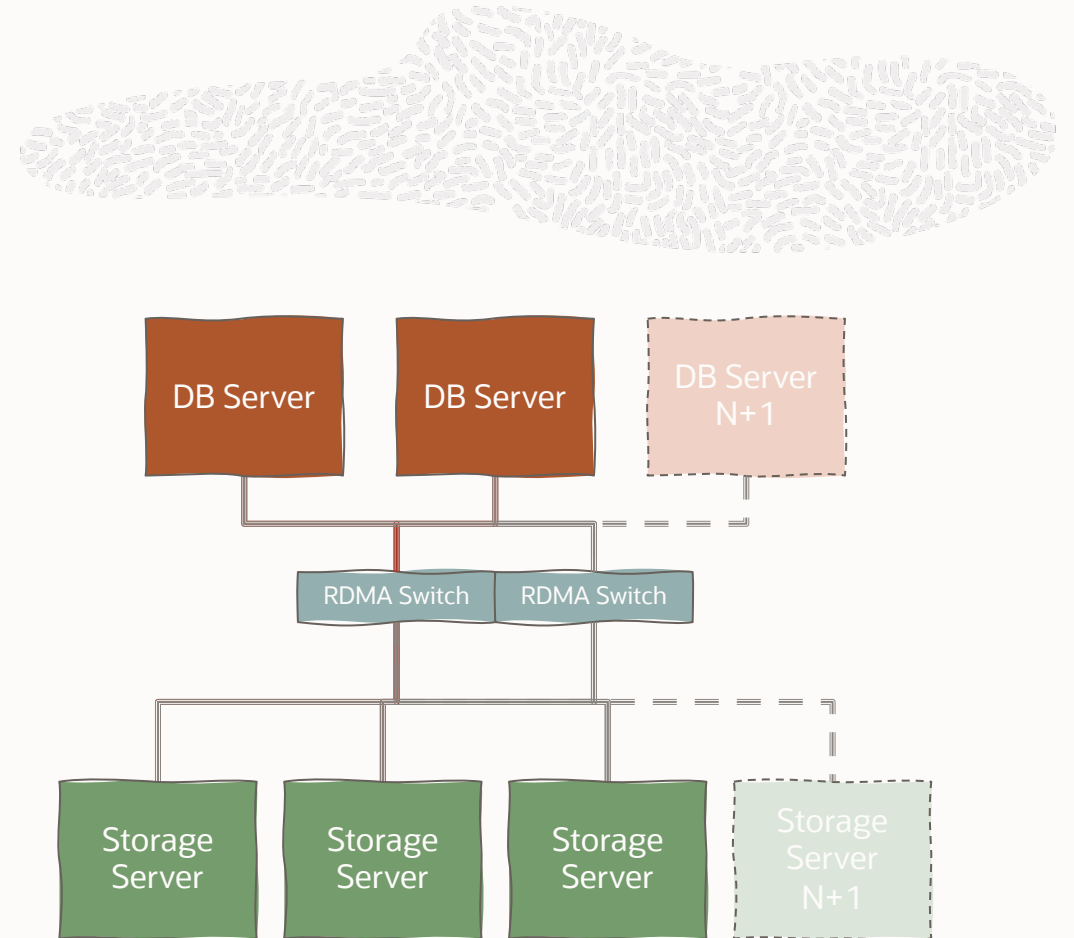 DB Server
DB Server
DB Server
N+1
RDMA Switch
RDMA Switch
Storage
Server
Storage
Server
Storage
Server
Storage
Server
N+1